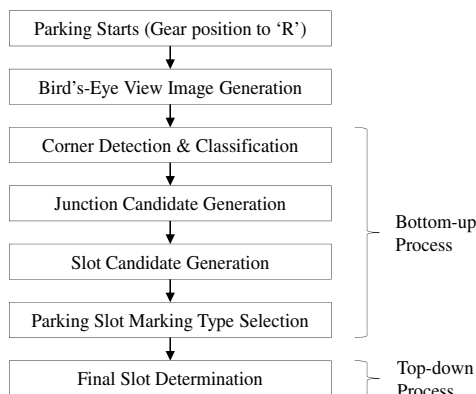 Parking Starts (Gear position to ‘R’)
Bird’s-Eye View Image Generation
Corner Detection & Classification
Junction Candidate Generation
Slot Candidate Generation
Parking Slot Marking Type Selection
Bottom-up
Process
Final Slot Determination
Top-down
Process